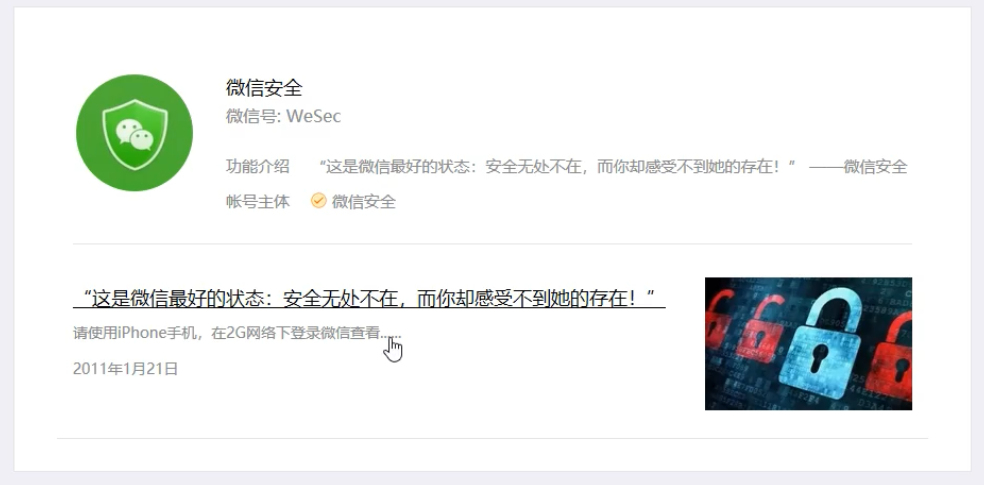 微信安全
微信号: WeSec
功能介绍 “这是微信最好的状态：安全无处不在，而你却感受不到她的存在！” ——微信安全
帐号主体 微信安全
“这是微信最好的状态：安全无处不在，而你却感受不到她的存在！”
请使用iPhone手机，在2G网络下登录微信查看......
2011年1月21日